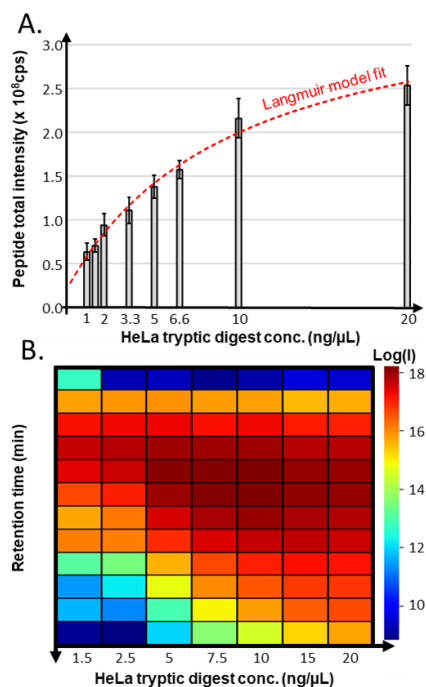 A.
Peptide total intensity (x 10⁸cps)
3.0
2.5
2.0
1.5
1.0
0.5
0.0
Langmuir model fit
1 2 3.3 5 6.6 10 20
HeLa tryptic digest conc. (ng/µL)
B.
Log(I)
Retention time (min)
18
16
14
12
10
1.5 2.5 5 7.5 10 15 20
HeLa tryptic digest conc. (ng/µL)